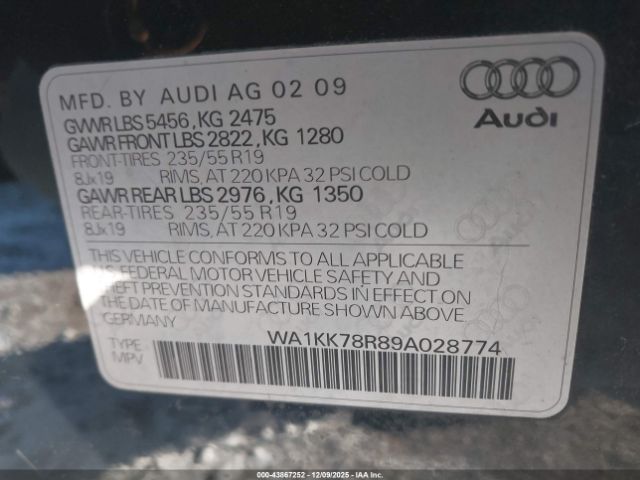 MFD. BY AUDI AG 02 09
GVWR LBS 5456, KG 2475
GAWR FRONT LBS 2822, KG 1280
FRONT-TIRES 235/55 R19
8Jx19 RIMS, AT 220 KPA 32 PSI COLD
GAWR REAR LBS 2976, KG 1350
REAR-TIRES 235/55 R19
8Jx19 RIMS, AT 220 KPA 32 PSI COLD
Audi
THIS VEHICLE CONFORMS TO ALL APPLICABLE
U.S. FEDERAL MOTOR VEHICLE SAFETY AND
THEFT PREVENTION STANDARDS IN EFFECT ON
THE DATE OF MANUFACTURE SHOWN ABOVE
GERMANY
WA1KK78R89A028774
TYPE
MPV
© 000-43867252 | 12/09/2025 | IAA Inc.